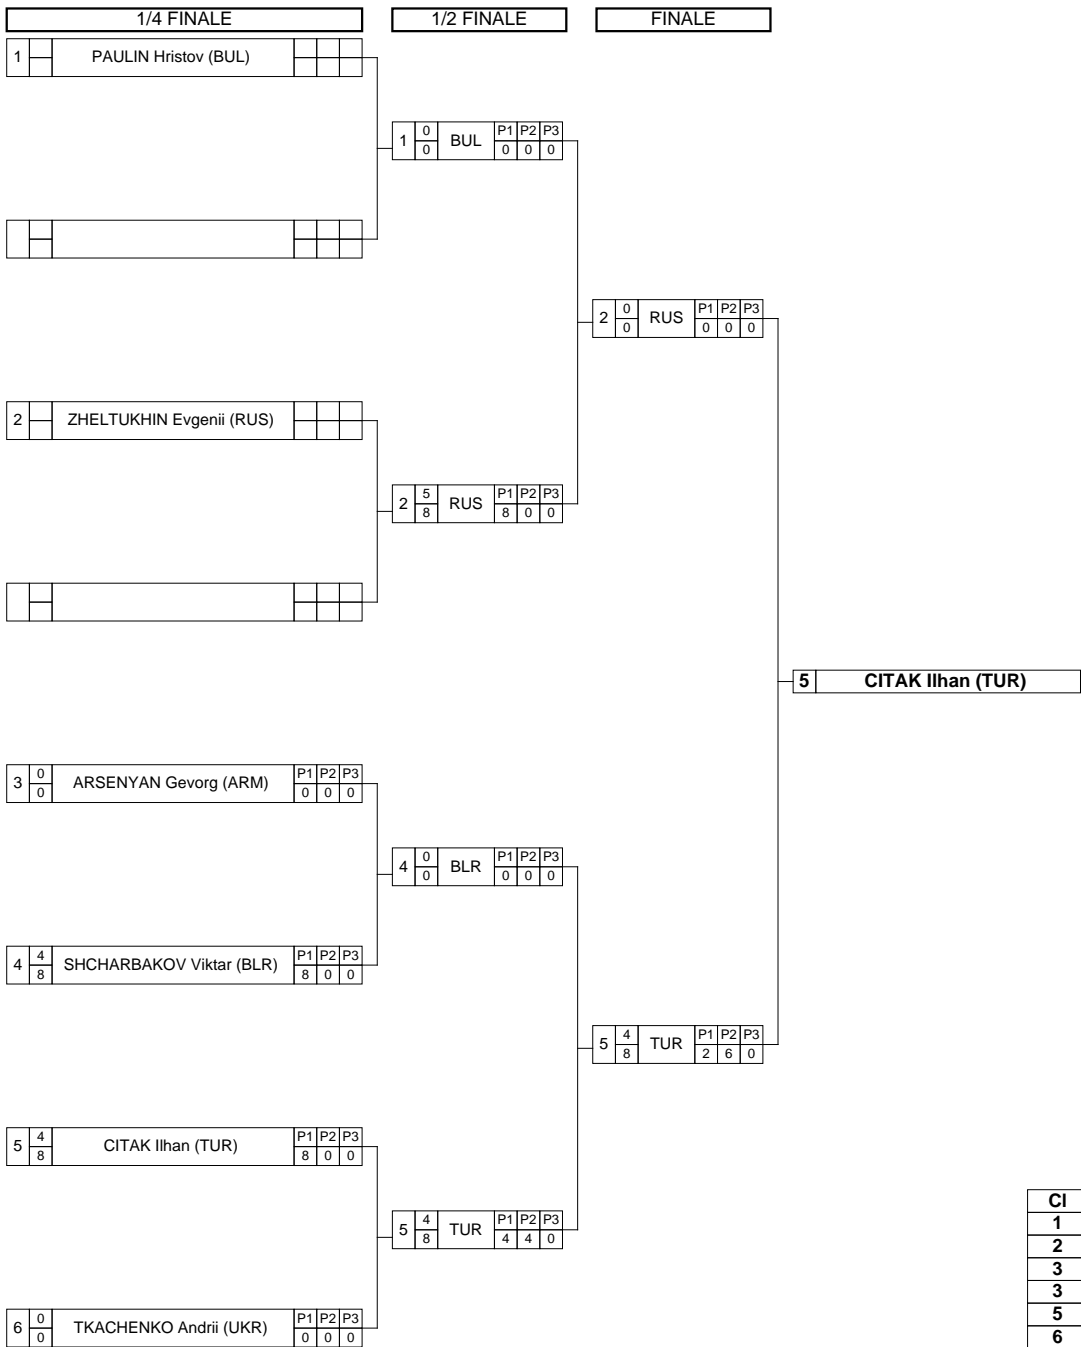 1/4 FINALE 1/2 FINALE FINALE
1 PAULIN Hristov (BUL)
1 0 BUL P1 P2 P3
0 0 0 0
2 0 RUS P1 P2 P3
0 0 0 0
2 ZHELTUKHIN Evgenii (RUS)
2 5 RUS P1 P2 P3
8 8 0 0
5 CITAK Ilhan (TUR)
3 0 ARSENYAN Gevorg (ARM) P1 P2 P3
0 0 0 0
4 0 BLR P1 P2 P3
0 0 0 0
4 4 SHCHARBAKOV Viktar (BLR) P1 P2 P3
8 8 0 0
5 4 TUR P1 P2 P3
8 2 6 0
5 4 CITAK Ilhan (TUR) P1 P2 P3
8 8 0 0
5 4 TUR P1 P2 P3
8 4 4 0
6 0 TKACHENKO Andrii (UKR) P1 P2 P3
0 0 0 0
Cl
1
2
3
3
5
6